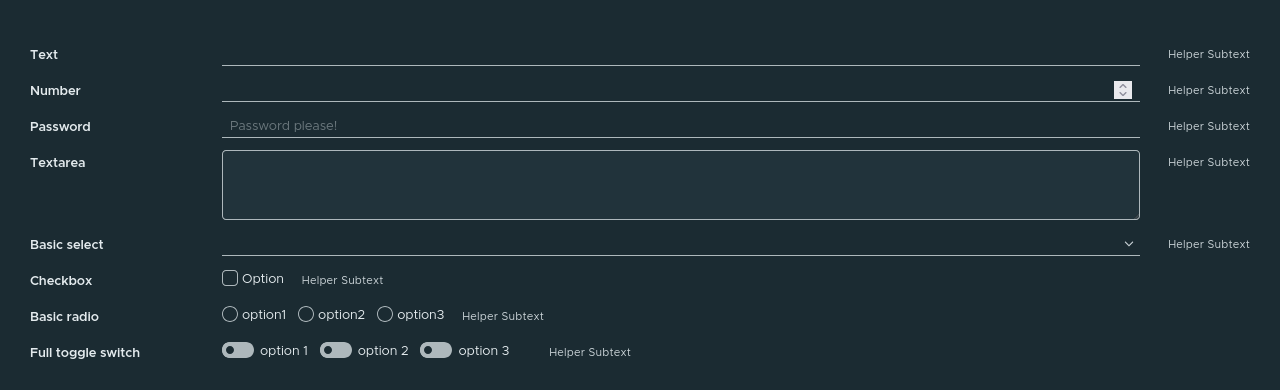 Text Helper Subtext
Number Helper Subtext
Password Password please! Helper Subtext
Textarea Helper Subtext
Basic select Helper Subtext
Checkbox Option Helper Subtext
Basic radio option1 option2 option3 Helper Subtext
Full toggle switch option 1 option 2 option 3 Helper Subtext